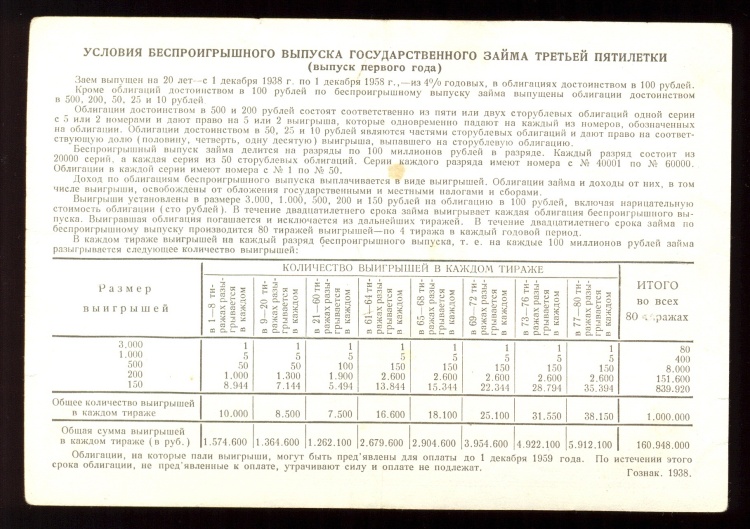 УСЛОВИЯ БЕСПРОИГРЫШНОГО ВЫПУСКА ГОСУДАРСТВЕННОГО ЗАЙМА ТРЕТЬЕЙ ПЯТИЛЕТКИ
(выпуск первого года)
Заем выпущен на 20 лет—с 1 декабря 1938 г. по 1 декабря 1958 г.,—из 4% годовых, в облигациях достоинством в 100 рублей.
Кроме облигаций достоинством в 100 рублей по беспроигрышному выпуску займа выпущены облигации достоинством
в 500, 200, 50, 25 и 10 рублей
Облигации достоинством в 500 и 200 рублей состоят соответственно из пяти или двух сторублевых облигаций одной серии
с 5 или 2 номерами и дают право на 5 или 2 выигрыша, которые одновременно падают на каждый из номеров, обозначенных
на облигации. Облигации достоинством в 50, 25 и 10 рублей являются частями сторублевых облигаций и дают право на соответ-
ствующую долю (половину, четверть, одну десятую) выигрыша, выпавшего на сторублевую облигацию.
Беспроигрышный выпуск займа делится на разряды по 100 миллионов рублей в разряде. Каждый разряд состоит из
20000 серий, а каждая серия из 50 сторублевых облигаций. Серии каждого разряда имеют номера с № 40001 по № 60000.
Облигации в каждой серии имеют номера с № 1 по № 50.
Доход по облигациям беспроигрышного выпуска выплачивается в виде выигрышей. Облигации займа и доходы от них, в том
числе выигрыши, освобождены от обложения государственными и местными налогами и сборами.
Выигрыши установлены в размере 3,000, 1.000, 500, 200 и 150 рублей на облигацию в 100 рублей, включая нарицательную
стоимость облигации (сто рублей). В течение двадцатилетнего срока займа выигрывает каждая облигация беспроигрышного вы-
пуска. Выигравшая облигация погашается и исключается из дальнейших тиражей. В течение двадцатилетнего срока займа по
беспроигрышному выпуску производится 80 тиражей выигрышей—по 4 тиража в каждый годовой период.
В каждом тираже выигрышей на каждый разряд беспроигрышного выпуска, т. е. на каждые 100 миллионов рублей займа
разыгрывается следующее количество выигрышей:
Размер выигрышей
КОЛИЧЕСТВО ВЫИГРЫШЕЙ В КАЖДОМ ТИРАЖЕ
ИТОГО во всех 80 тиражах
в 1—8 ти-
ражах разы-
грывается
в каждом
в 9—20 ти-
ражах разы-
грывается
в каждом
в 21—60 ти-
ражах разы-
грывается
в каждом
в 61—64 ти-
ражах разы-
грывается
в каждом
в 65—68 ти-
ражах разы-
грывается
в каждом
в 69—72 ти-
ражах разы-
грывается
в каждом
в 73—76 ти-
ражах разы-
грывается
в каждом
в 77—80 ти-
ражах разы-
грывается
в каждом
3,000 1 1 1 1 1 1 1 1 80
1,000 5 5 5 5 5 5 5 5 400
500 50 50 100 150 150 150 150 150 8.000
200 1.000 1.300 1.900 2.600 2.600 2.600 2.600 2.600 151.600
150 8.944 7.144 5.494 13.844 15.344 22.344 28.794 35.394 839.920
Общее количество выигрышей
в каждом тираже 10.000 8.500 7.500 16.600 18.100 25.100 31.550 38.150 1.000.000
Общая сумма выигрышей
в каждом тираже (в руб.) 1.574.600 1.364.600 1.262.100 2.679.600 2.904.600 3.954.600 4.922.100 5.912.100 160.948.000
Облигации, на которые пали выигрыши, могут быть пред'явлены для оплаты до 1 декабря 1959 года. По истечении этого
срока облигации, не пред'явленные к оплате, утрачивают силу и оплате не подлежат.
Гознак. 1938.